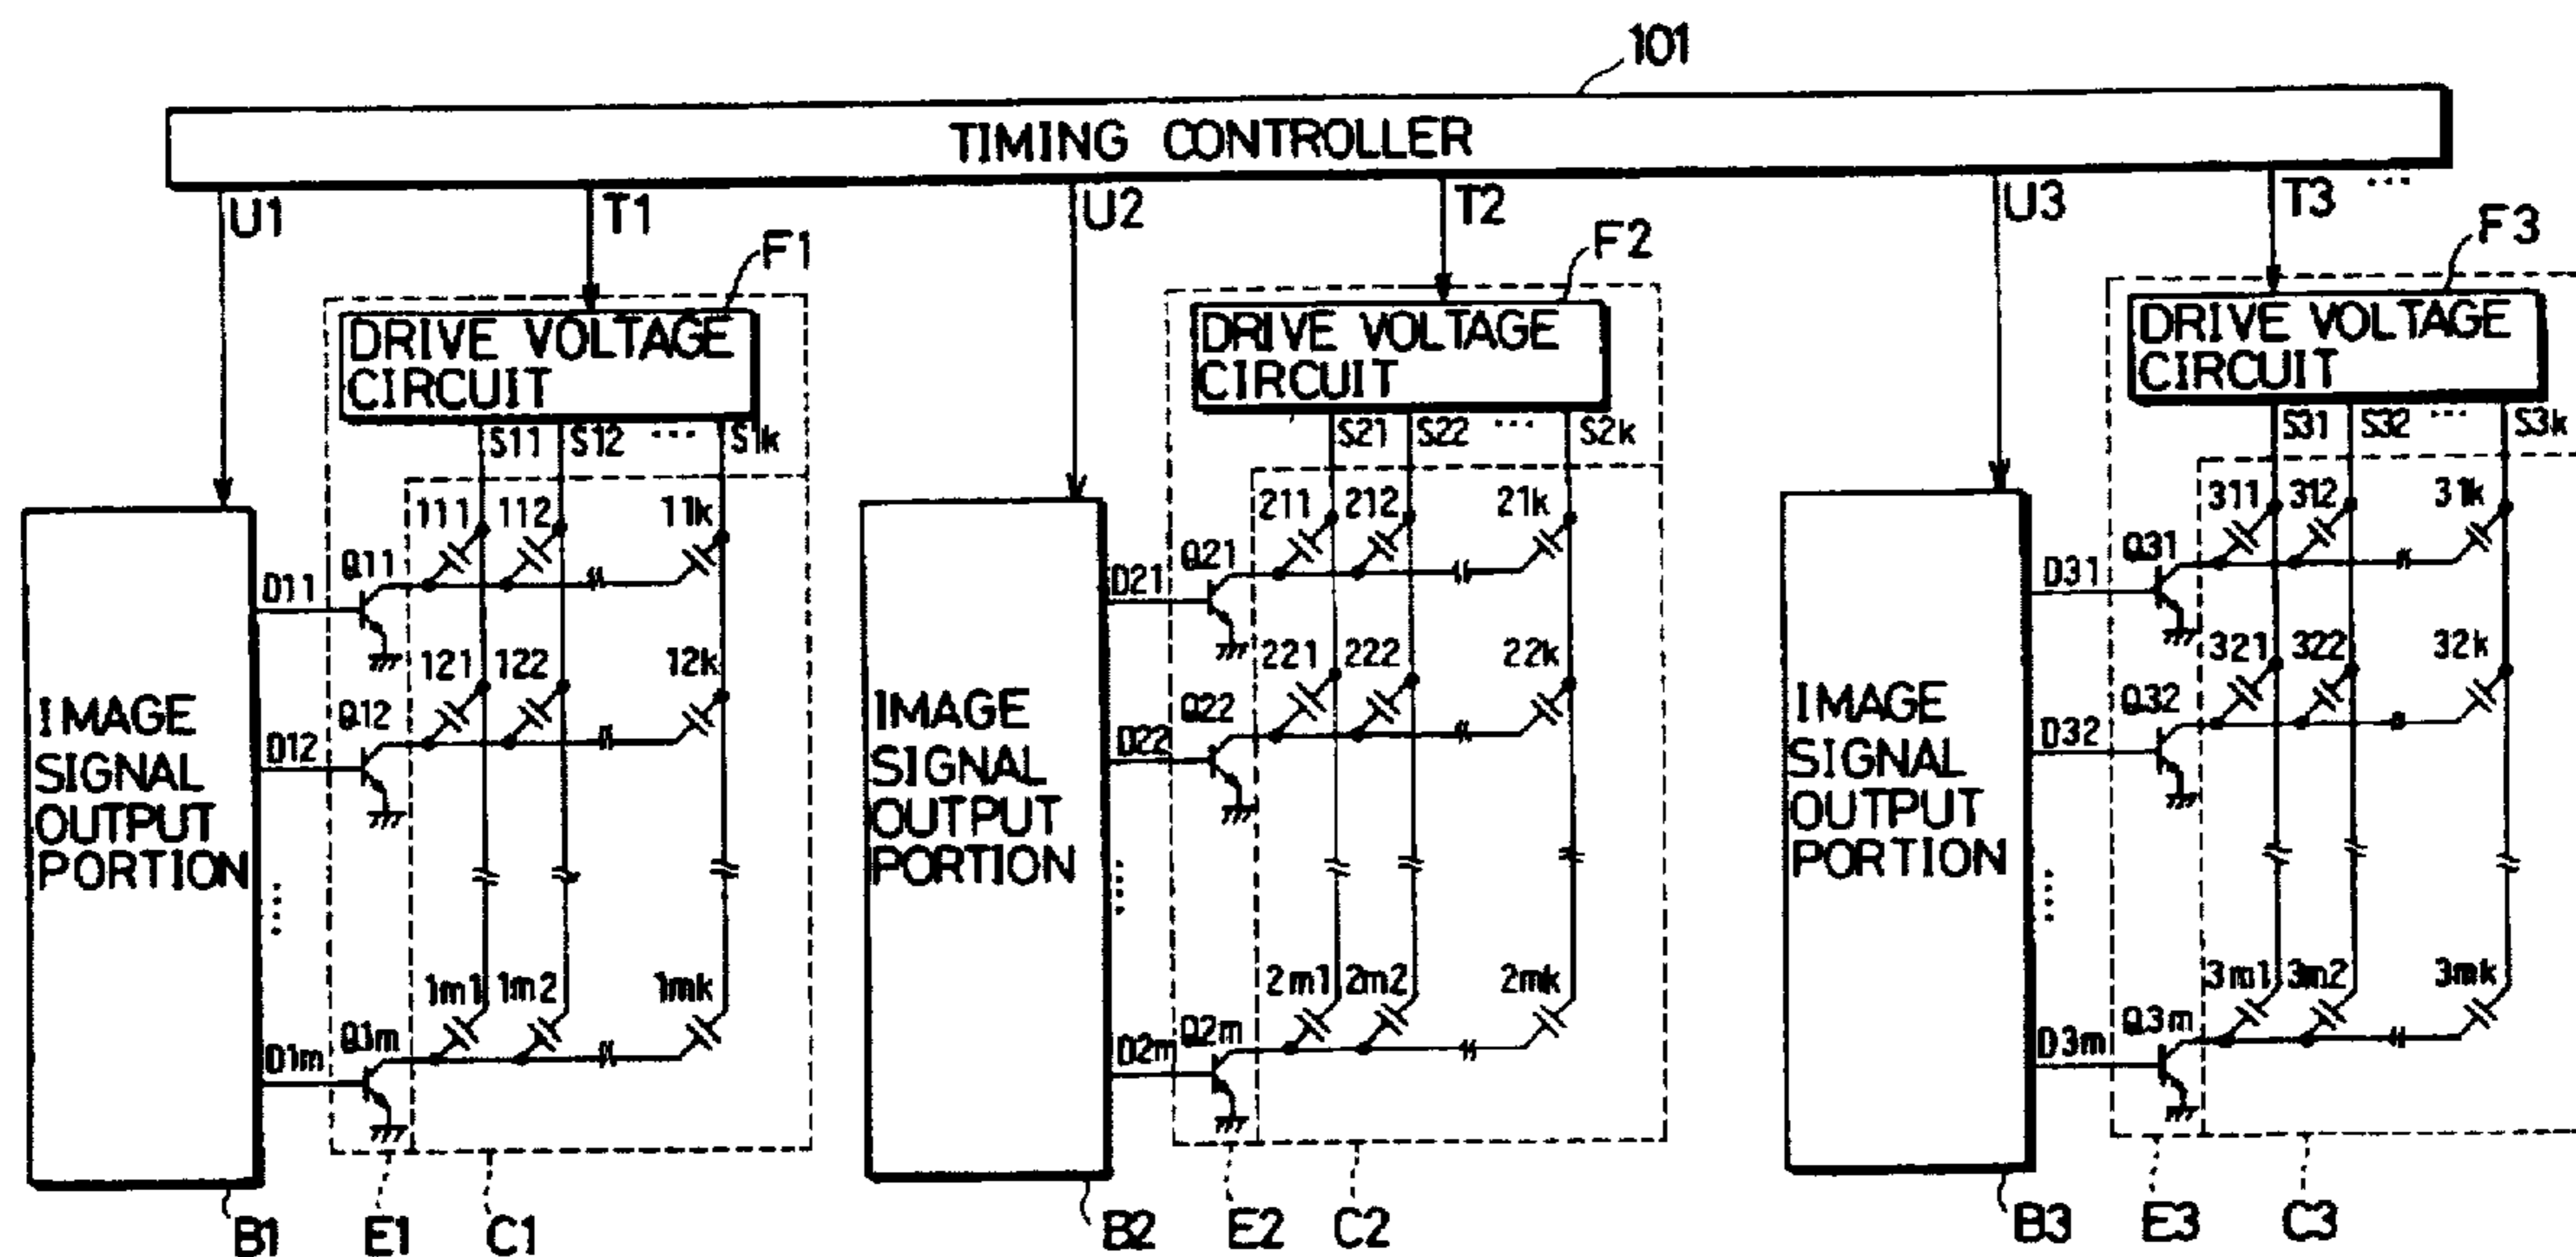 101
TIMING CONTROLLER
U1 T1 U2 T2 U3 T3 ...
F1 F2 F3
DRIVE VOLTAGE
CIRCUIT
DRIVE VOLTAGE
CIRCUIT
DRIVE VOLTAGE
CIRCUIT
S11 S12 ... S1k S21 S22 ... S2k S31 S32 ... S3k
111 112 11k 211 212 21k 311 312 31k
D11 Q11 D21 Q21 D31 Q31
121 122 12k 221 222 22k 321 322 32k
D12 Q12 D22 Q22 D32 Q32
IMAGE
SIGNAL
OUTPUT
PORTION
IMAGE
SIGNAL
OUTPUT
PORTION
IMAGE
SIGNAL
OUTPUT
PORTION
1m1 1m2 1mk 2m1 2m2 2mk 3m1 3m2 3mk
D1m Q1m D2m Q2m D3m Q3m
B1 E1 C1 B2 E2 C2 B3 E3 C3